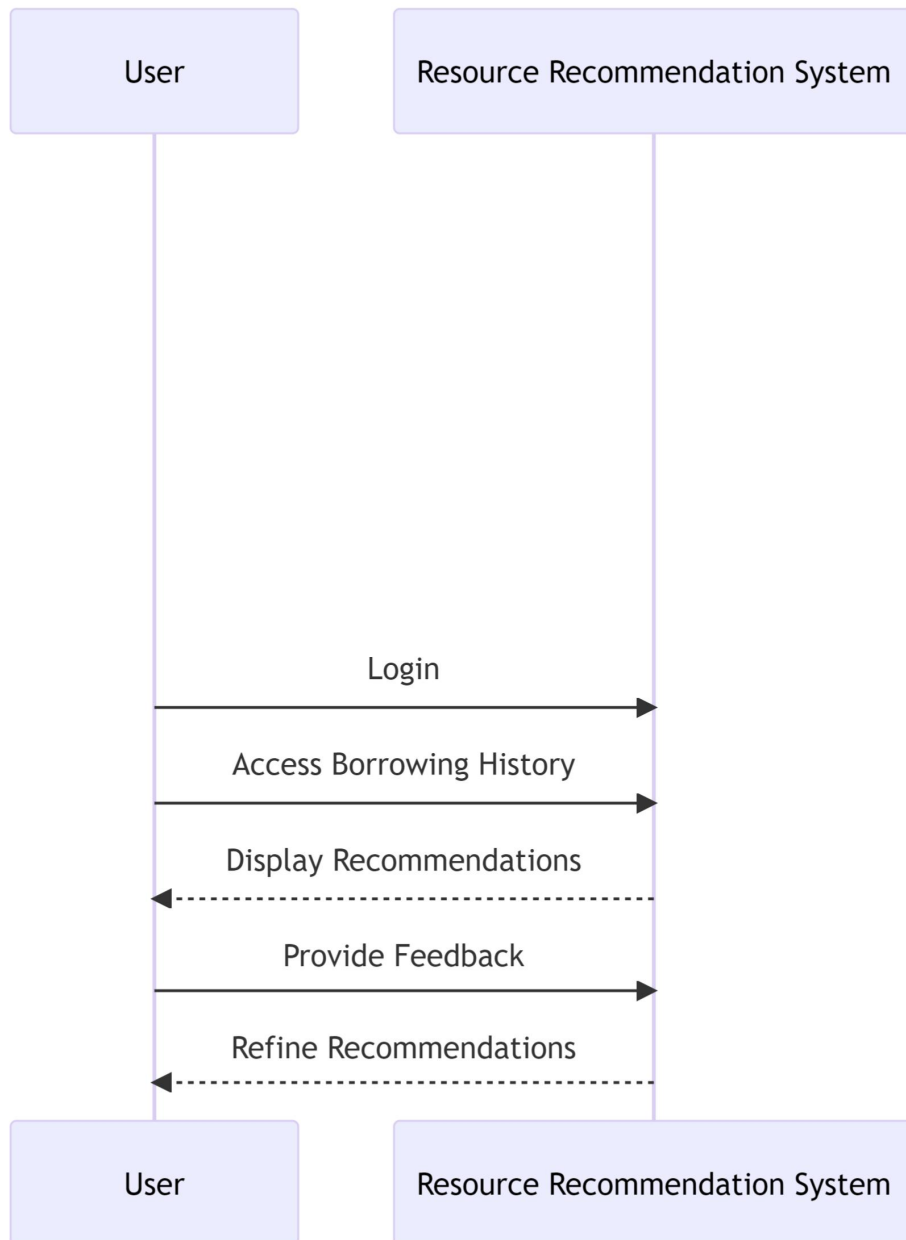 User
Resource Recommendation System
Login
Access Borrowing History
Display Recommendations
Provide Feedback
Refine Recommendations
User
Resource Recommendation System